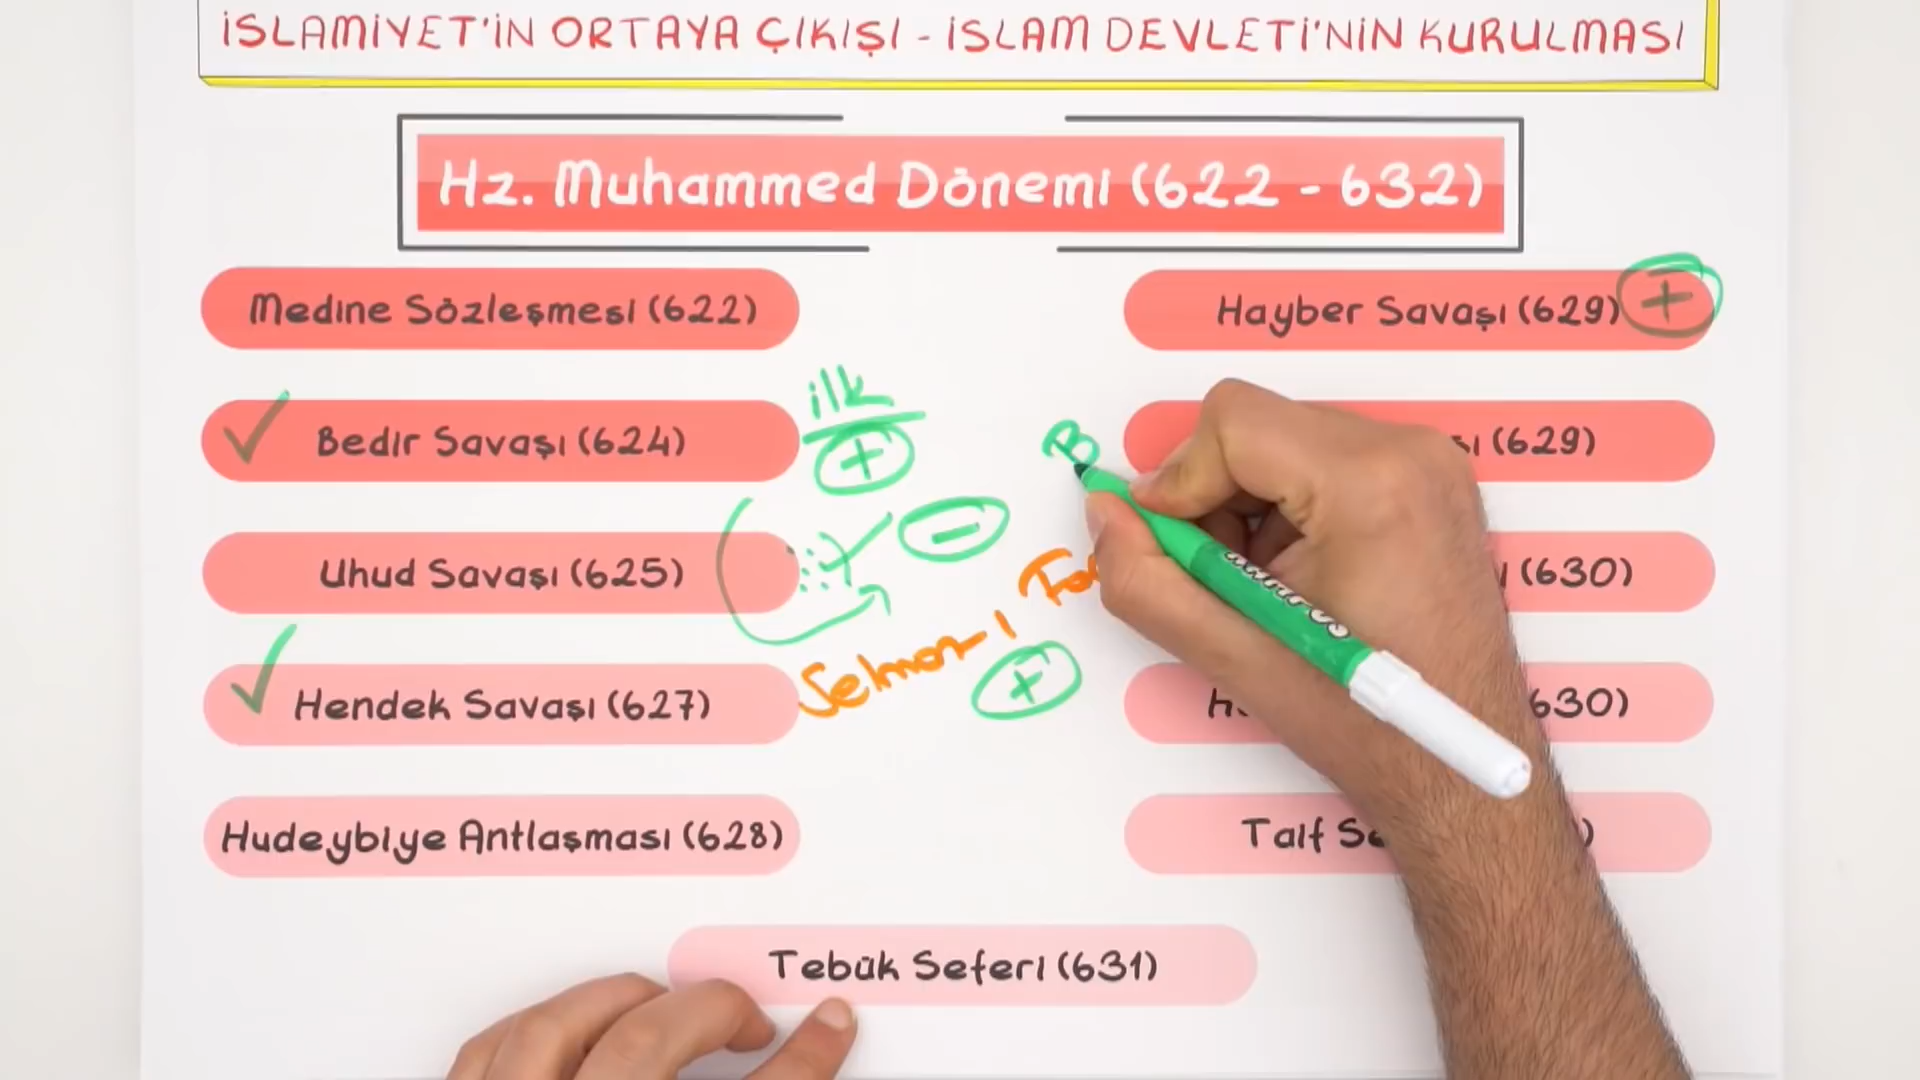 İSLAMİYET'İN ORTAYA ÇIKIŞI - İSLAM DEVLETİ'NİN KURULMASI
Hz. Muhammed Dönemi (622 - 632)
Medine Sözleşmesi (622)
Bedir Savaşı (624)
ilk
+
Uhud Savaşı (625)
-
Hendek Savaşı (627)
Selman-ı
+
Hudeybiye Antlaşması (628)
Hayber Savaşı (629) +
B
(629)
(630)
630)
Taif
Tebük Seferi (631)